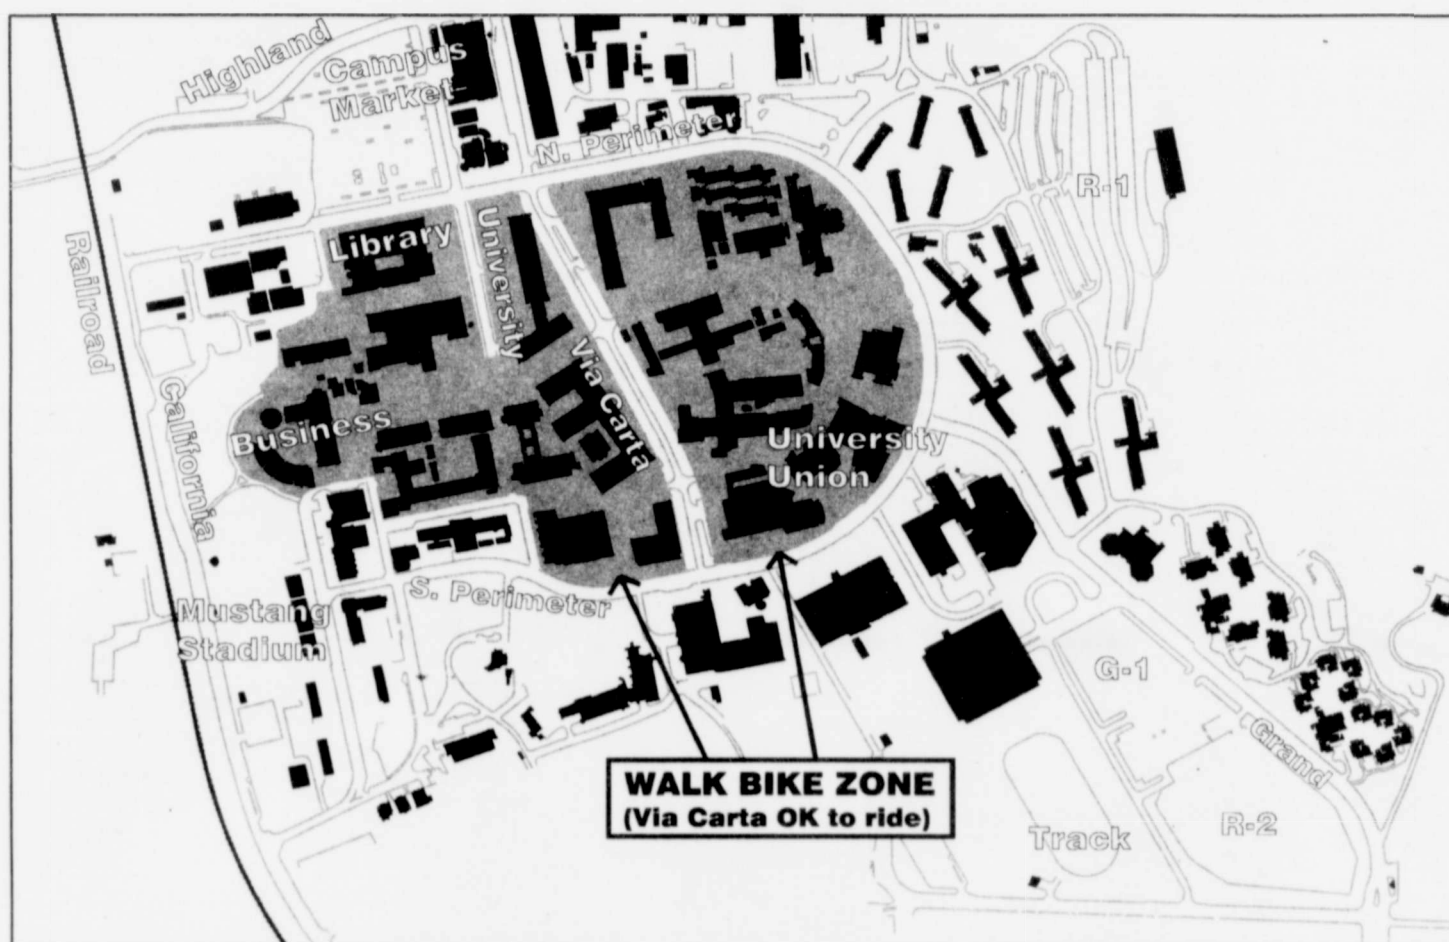 Highland
Campus
Market
N. Perimeter
R-1
Railroad
Library
University
California
Via Carta
Business
University
Union
S. Perimeter
Mustang
Stadium
G-1
Grand
WALK BIKE ZONE
(Via Carta OK to ride)
Track
R-2